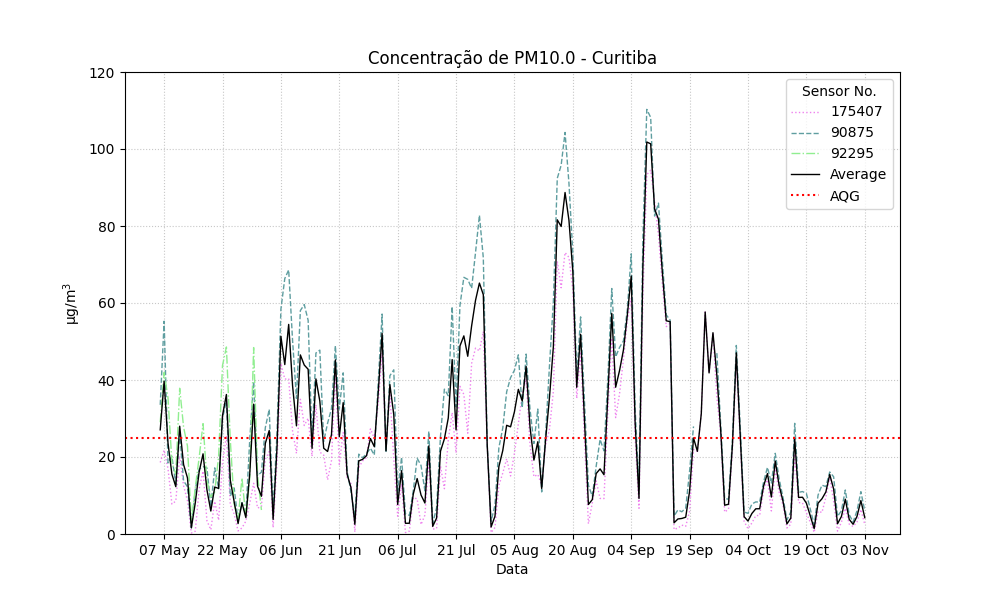 Concentração de PM10.0 - Curitiba
120
100
80
60
40
20
0
µg/m³
Sensor No.
175407
90875
92295
Average
AQG
07 May 22 May 06 Jun 21 Jun 06 jul 21 Jul 05 Aug 20 Aug 04 Sep 19 Sep 04 Oct 19 Oct 03 Nov
Data